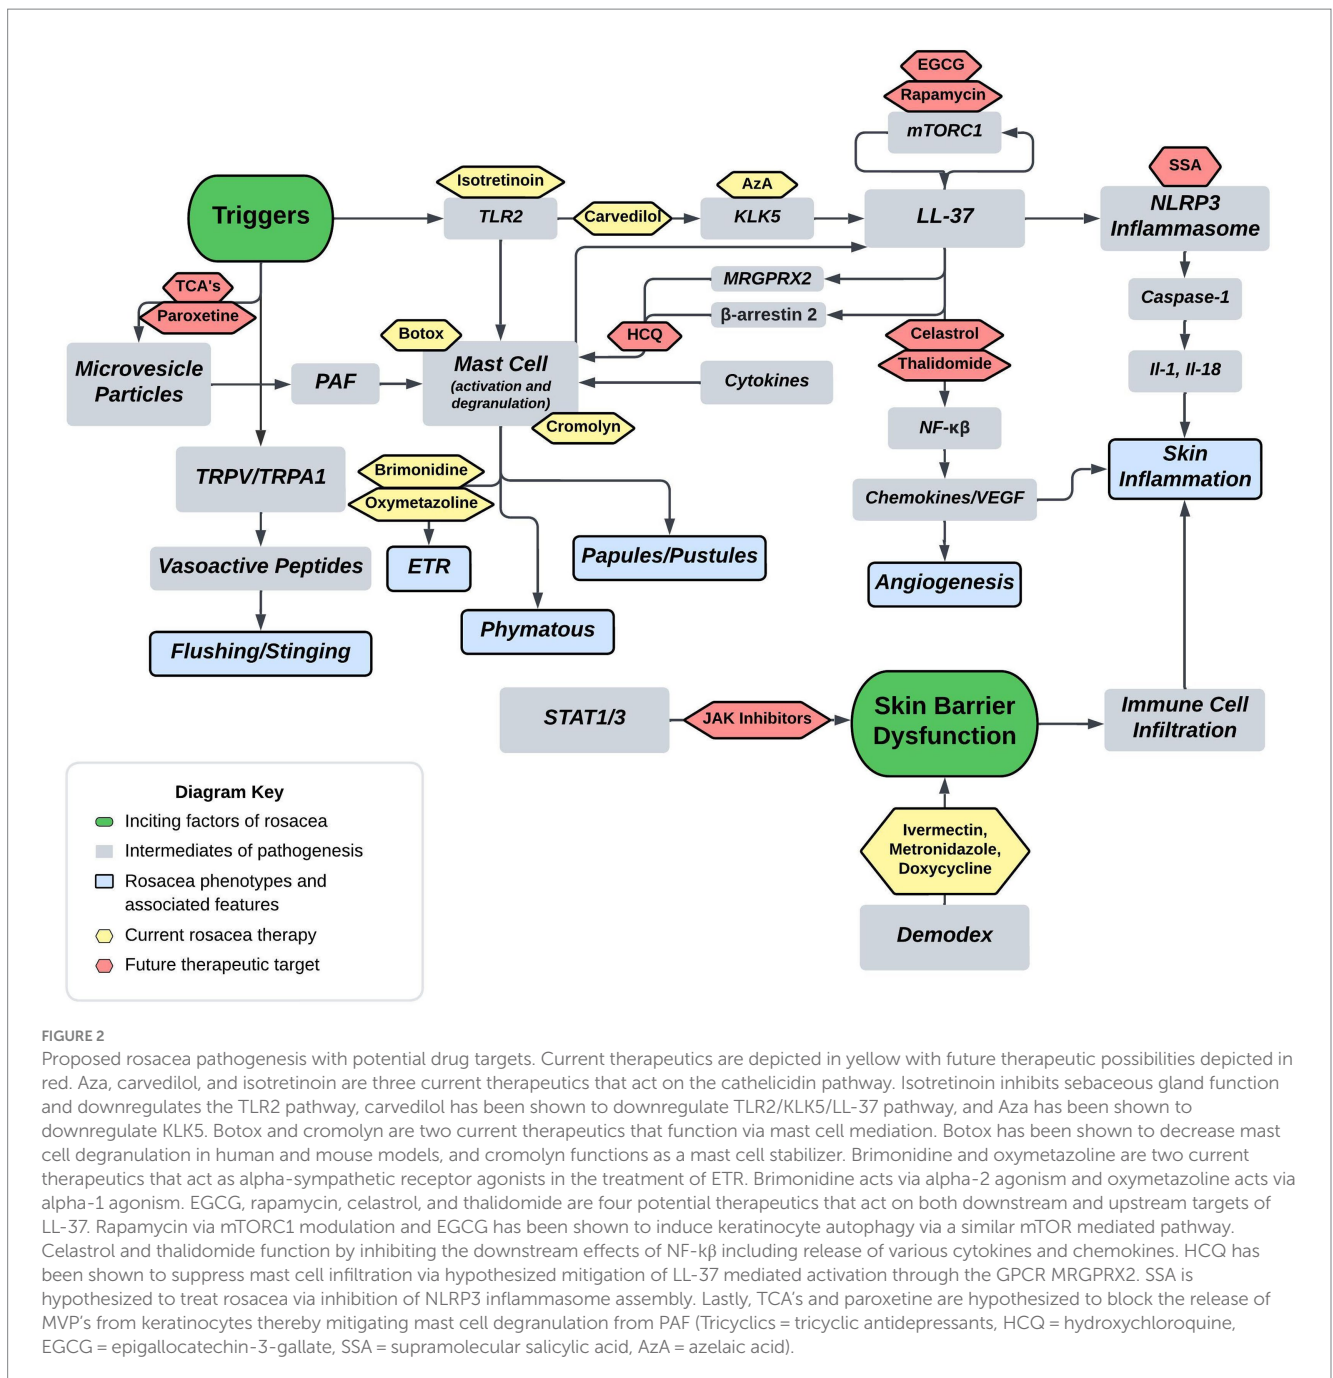 EGCG
Rapamycin
mTORC1
Isotretinoin
AzA
SSA
Triggers
TLR2
Carvedilol
KLK5
LL-37
NLRP3
Inflammasome
TCA's
Paroxetine
MRGPRX2
β-arrestin 2
Caspase-1
Botox
HCQ
Celastrol
Thalidomide
Microvesicle
Particles
PAF
Mast Cell
(activation and
degranulation)
Cytokines
Il-1, Il-18
Cromolyn
NF-κβ
Skin
Inflammation
TRPV/TRPA1
Brimonidine
Oxymetazoline
Chemokines/VEGF
Vasoactive Peptides
ETR
Papules/Pustules
Angiogenesis
Flushing/Stinging
Phymatous
STAT1/3
JAK Inhibitors
Skin Barrier
Dysfunction
Immune Cell
Infiltration
Ivermectin,
Metronidazole,
Doxycycline
Demodex
Diagram Key
Inciting factors of rosacea
Intermediates of pathogenesis
Rosacea phenotypes and
associated features
Current rosacea therapy
Future therapeutic target
FIGURE 2
Proposed rosacea pathogenesis with potential drug targets. Current therapeutics are depicted in yellow with future therapeutic possibilities depicted in
red. Aza, carvedilol, and isotretinoin are three current therapeutics that act on the cathelicidin pathway. Isotretinoin inhibits sebaceous gland function
and downregulates the TLR2 pathway, carvedilol has been shown to downregulate TLR2/KLK5/LL-37 pathway, and Aza has been shown to
downregulate KLK5. Botox and cromolyn are two current therapeutics that function via mast cell mediation. Botox has been shown to decrease mast
cell degranulation in human and mouse models, and cromolyn functions as a mast cell stabilizer. Brimonidine and oxymetazoline are two current
therapeutics that act as alpha-sympathetic receptor agonists in the treatment of ETR. Brimonidine acts via alpha-2 agonism and oxymetazoline acts via
alpha-1 agonism. EGCG, rapamycin, celastrol, and thalidomide are four potential therapeutics that act on both downstream and upstream targets of
LL-37. Rapamycin via mTORC1 modulation and EGCG has been shown to induce keratinocyte autophagy via a similar mTOR mediated pathway.
Celastrol and thalidomide function by inhibiting the downstream effects of NF-kβ including release of various cytokines and chemokines. HCQ has
been shown to suppress mast cell infiltration via hypothesized mitigation of LL-37 mediated activation through the GPCR MRGPRX2. SSA is
hypothesized to treat rosacea via inhibition of NLRP3 inflammasome assembly. Lastly, TCA's and paroxetine are hypothesized to block the release of
MVP's from keratinocytes thereby mitigating mast cell degranulation from PAF (Tricyclics = tricyclic antidepressants, HCQ = hydroxychloroquine,
EGCG = epigallocatechin-3-gallate, SSA = supramolecular salicylic acid, AzA = azelaic acid).